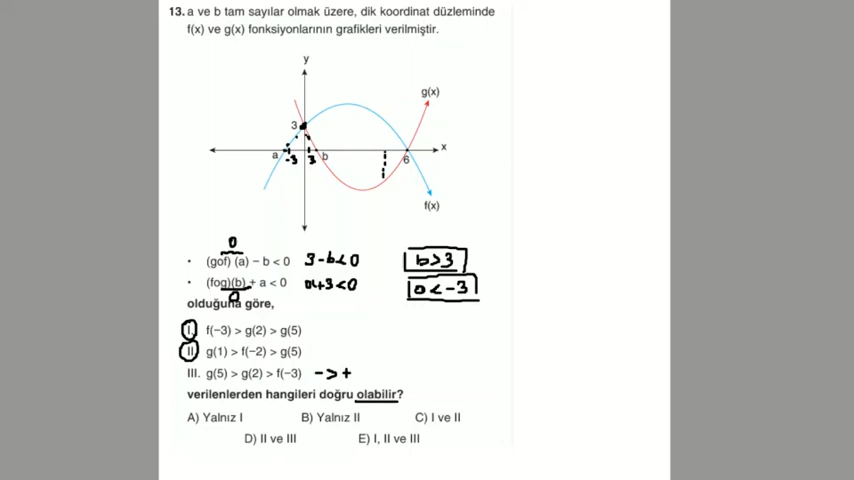 13. a ve b tam sayılar olmak üzere, dik koordinat düzleminde
f(x) ve g(x) fonksiyonlarının grafikleri verilmiştir.
y
g(x)
3
x
a
-3
3
b
6
f(x)
0
• (gof) (a) − b < 0 3-b<0 b>3
• (fog)(b) + a < 0 a+3<0 a<-3
0
olduğuna göre,
I. f(−3) > g(2) > g(5)
II. g(1) > f(−2) > g(5)
III. g(5) > g(2) > f(−3) - > +
verilenlerden hangileri doğru olabilir?
A) Yalnız I B) Yalnız II C) I ve II
D) II ve III E) I, II ve III